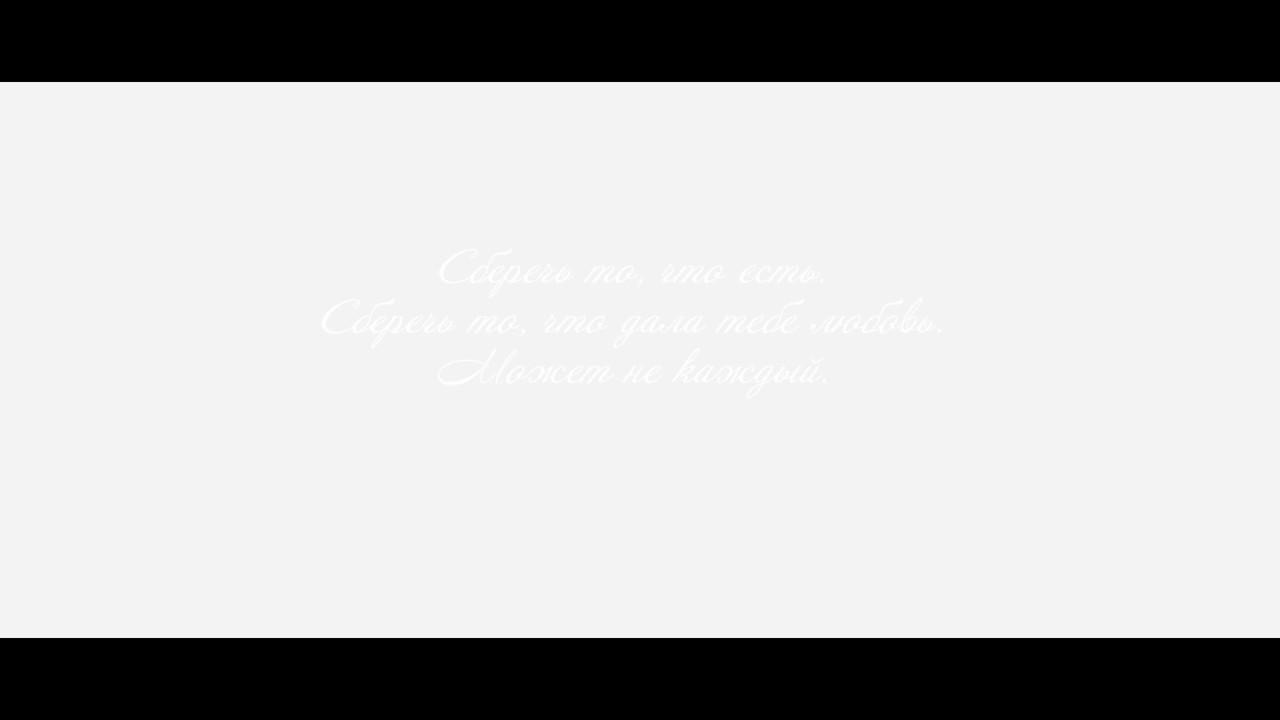 Сберечь то, что есть.
Сберечь то, что дала тебе любовь.
Может не каждый.